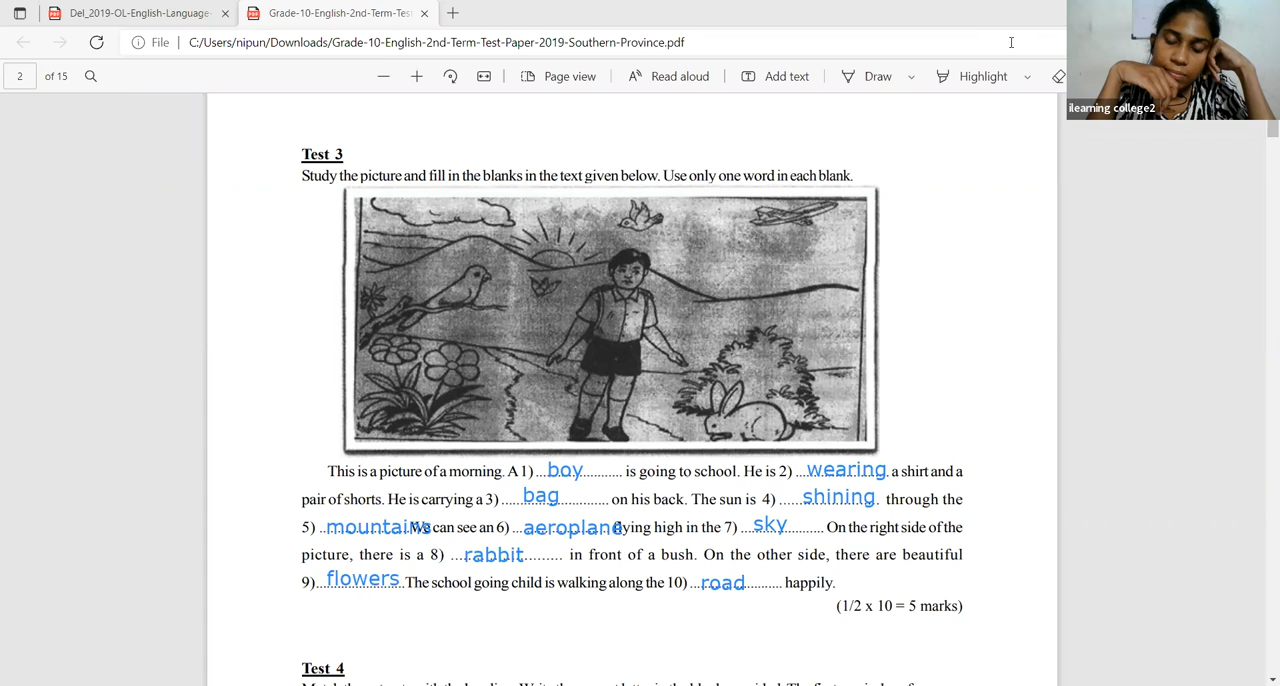 Del_2019-OL-English-Language-
Grade-10-English-2nd-Term-Test
File C:/Users/nipun/Downloads/Grade-10-English-2nd-Term-Test-Paper-2019-Southern-Province.pdf
2 of 15 Page view Read aloud Add text Draw Highlight
ilearning college2
Test 3
Study the picture and fill in the blanks in the text given below. Use only one word in each blank.
This is a picture of a morning. A 1) ...boy............ is going to school. He is 2) ...wearing. a shirt and a
pair of shorts. He is carrying a 3) .....bag.............. on his back. The sun is 4) .....shining. through the
5) ..mountains We can see an 6) ..aeroplane flying high in the 7) ...sky.......... On the right side of the
picture, there is a 8) ...rabbit.......... in front of a bush. On the other side, there are beautiful
9)...flowers..The school going child is walking along the 10) ...road............ happily.
(1/2 x 10 = 5 marks)
Test 4